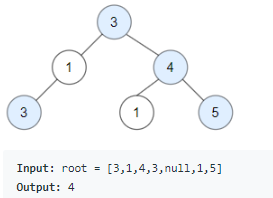 3
1 4
3 1 5
Input: root = [3,1,4,3,null,1,5]
Output: 4